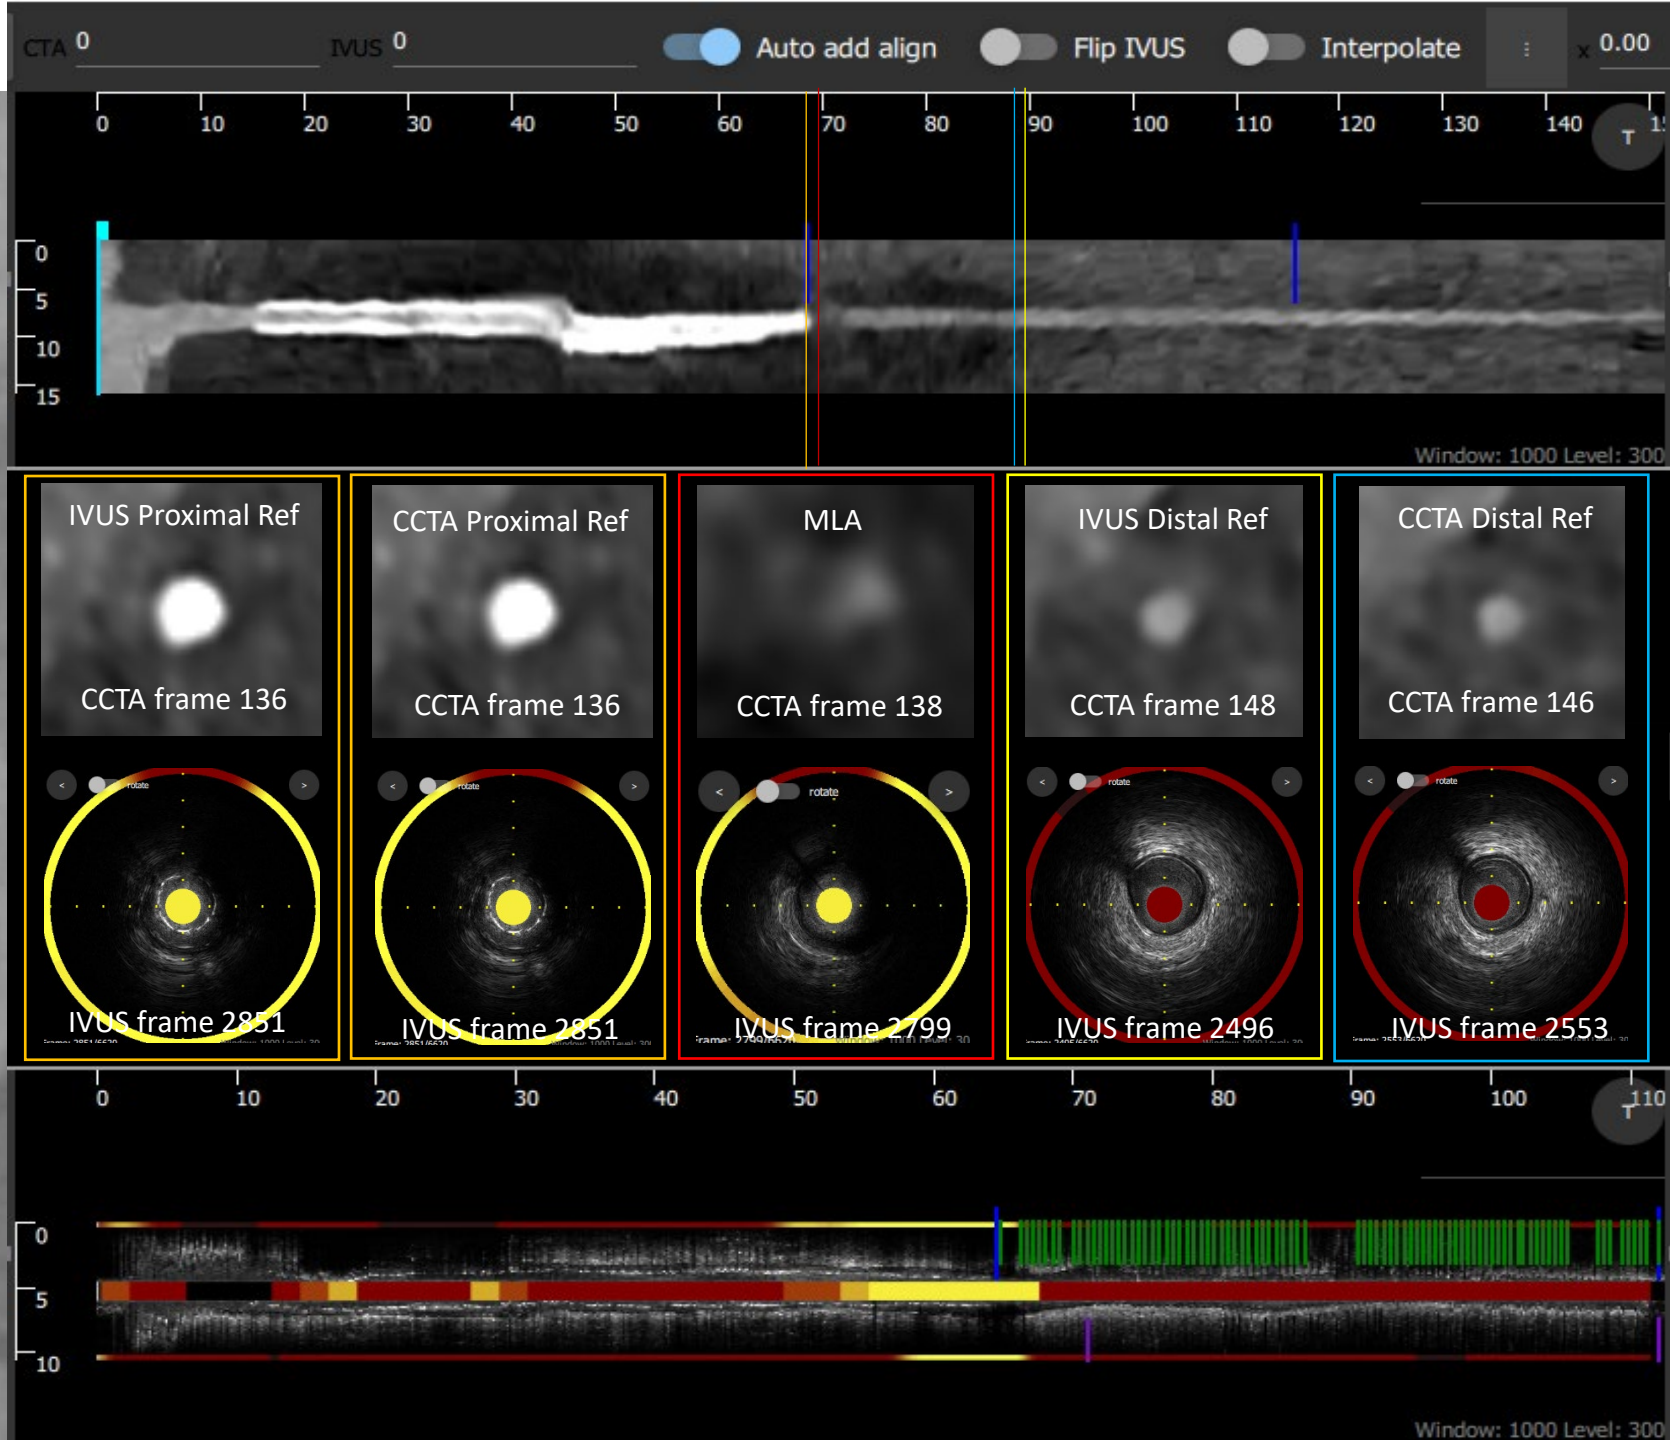 CTA 0 IVUS 0 Auto add align Flip IVUS Interpolate ⋮ x 0.00
0 10 20 30 40 50 60 70 80 90 100 110 120 130 140
T
0
5
10
15
Window: 1000 Level: 300
IVUS Proximal Ref
CCTA frame 136
< rotate >
IVUS frame 2851
CCTA Proximal Ref
CCTA frame 136
< rotate >
IVUS frame 2851
MLA
CCTA frame 138
< rotate >
IVUS frame 2799
IVUS Distal Ref
CCTA frame 148
< rotate >
IVUS frame 2496
CCTA Distal Ref
CCTA frame 146
< rotate >
IVUS frame 2553
0 10 20 30 40 50 60 70 80 90 100 110
T
0
5
10
Window: 1000 Level: 300